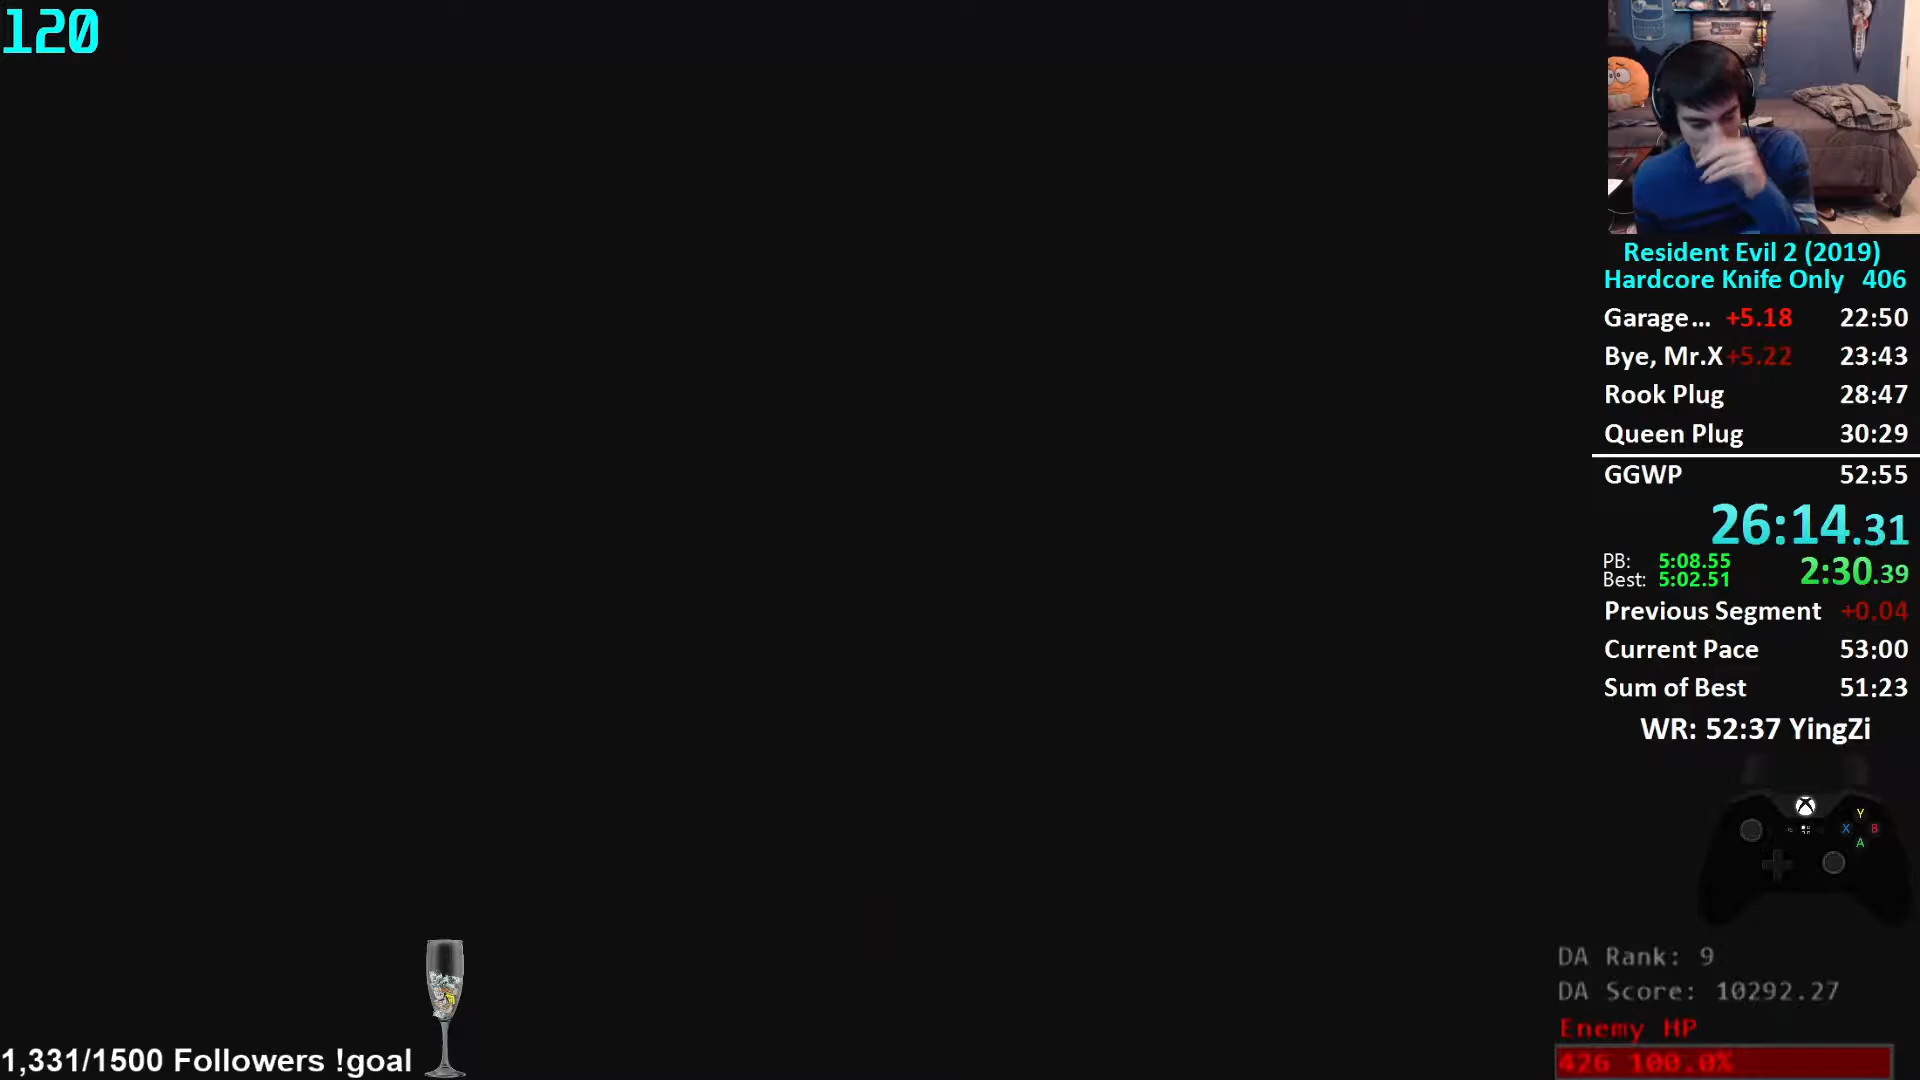 120
Resident Evil 2 (2019)
Hardcore Knife Only 406
Garage... +5.18 22:50
Bye, Mr.X +5.22 23:43
Rook Plug 28:47
Queen Plug 30:29
GGWP 52:55
26:14.31
PB: 5:08.55
Best: 5:02.51 2:30.39
Previous Segment +0.04
Current Pace 53:00
Sum of Best 51:23
WR: 52:37 YingZi
Y
X B
A
DA Rank: 9
DA Score: 10292.27
Enemy HP
426 100.0%
1,331/1500 Followers !goal